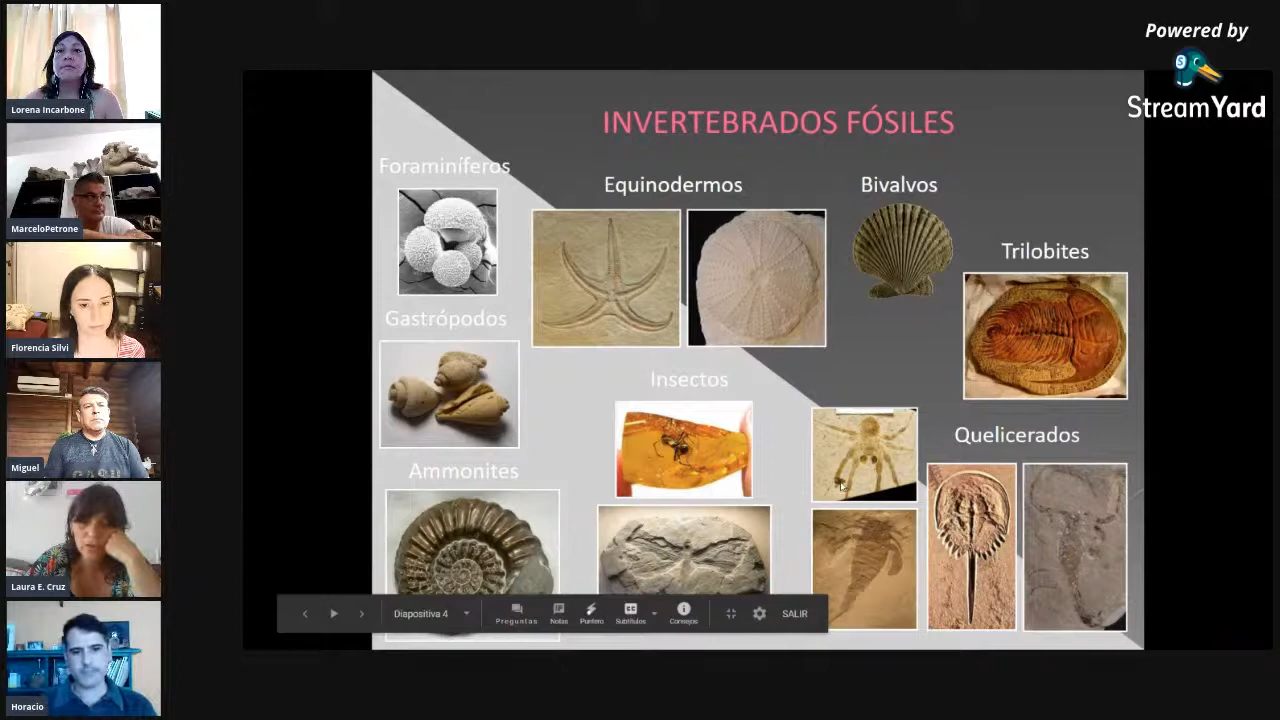 Lorena Incarbone
MarceloPetrone
Florencia Silvi
Miguel
Laura E. Cruz
Horacio
Powered by
StreamYard
INVERTEBRADOS FÓSILES
Foraminíferos
Equinodermos
Bivalvos
Trilobites
Gastrópodos
Insectos
Quelicerados
Ammonites
Diapositiva 4
Preguntas
Notas
Puntero
Subtítulos
Consejos
SALIR